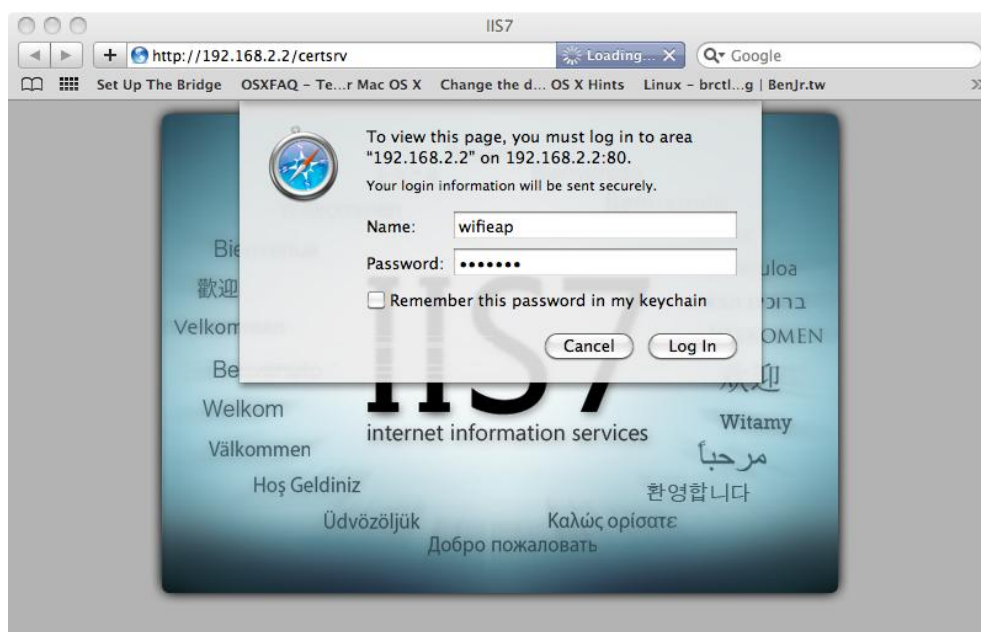 IIS7
http://192.168.2.2/certsrv
Loading...
Google
Set Up The Bridge OSXFAQ – Te...r Mac OS X Change the d... OS X Hints Linux – brctl...g | BenJr.tw
To view this page, you must log in to area
"192.168.2.2" on 192.168.2.2:80.
Your login information will be sent securely.
Name: wifieap
Password: •••••••
Remember this password in my keychain
Cancel Log In
歡迎
Velkom
Welkom
Välkommen
Hoş Geldiniz
Üdvözöljük
Добро пожаловать
Καλώς ορίσατε
환영합니다
مرحباً
Witamy
欢迎
OMEN
uloa
IIS7
internet information services